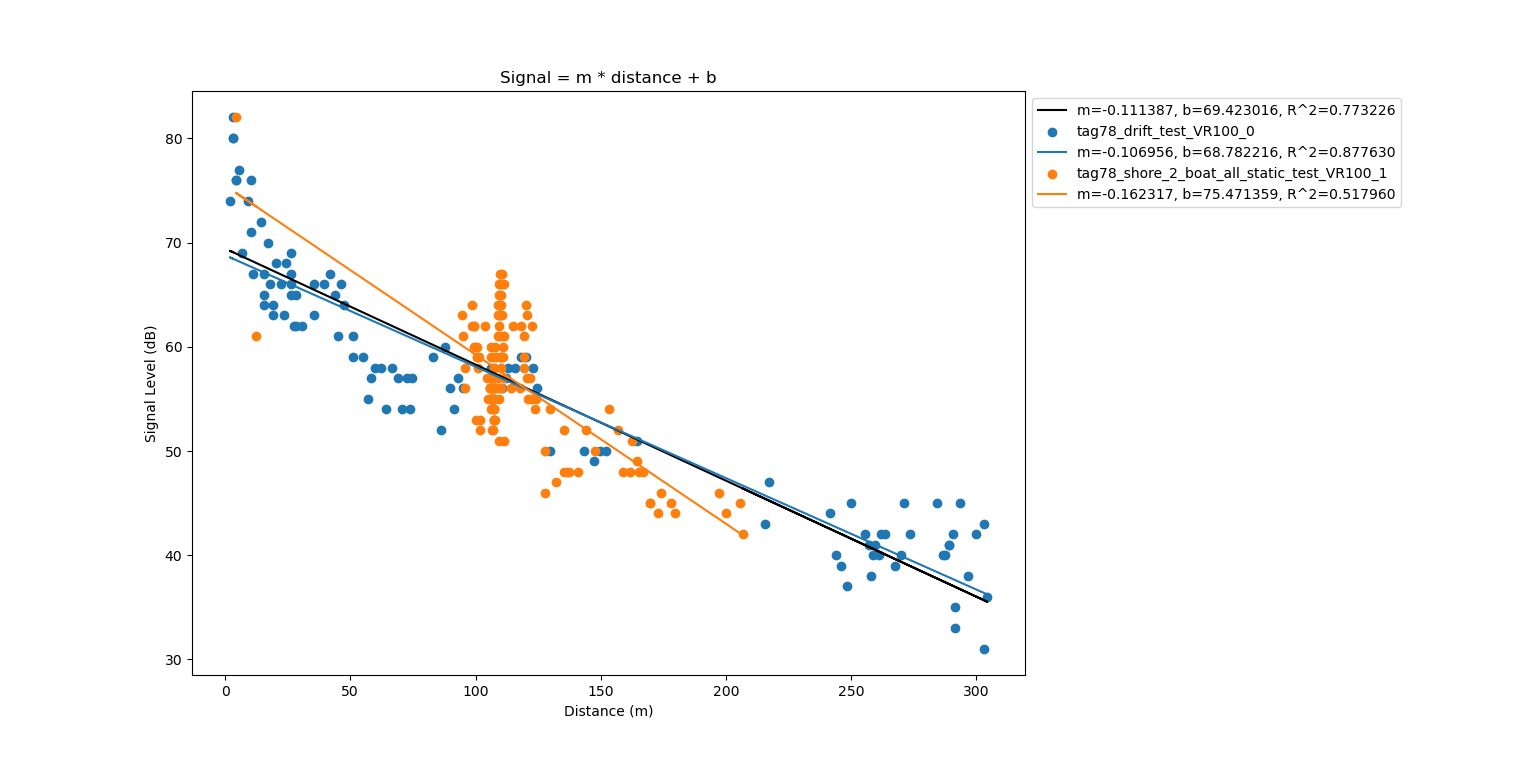 Signal = m * distance + b
Signal Level (dB)
80
70
60
50
40
30
0 50 100 150 200 250 300
Distance (m)
m=-0.111387, b=69.423016, R^2=0.773226
tag78_drift_test_VR100_0
m=-0.106956, b=68.782216, R^2=0.877630
tag78_shore_2_boat_all_static_test_VR100_1
m=-0.162317, b=75.471359, R^2=0.517960